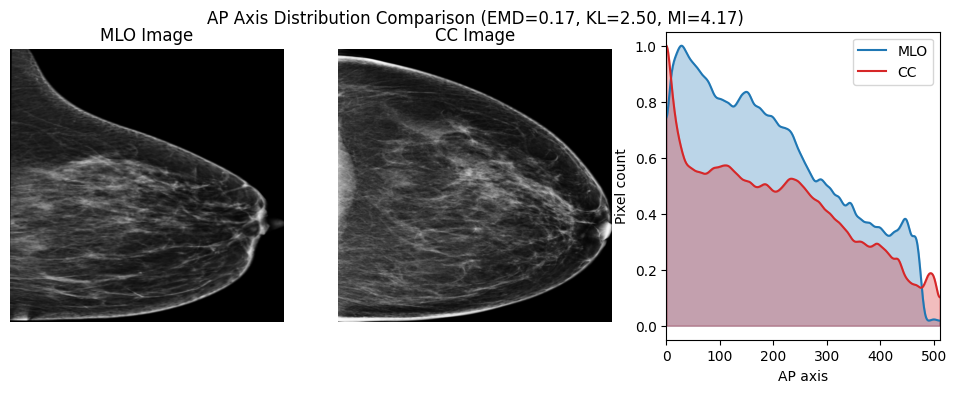 AP Axis Distribution Comparison (EMD=0.17, KL=2.50, MI=4.17)
MLO Image
CC Image
MLO
CC
1.0
0.8
0.6
0.4
0.2
0.0
Pixel count
0 100 200 300 400 500
AP axis